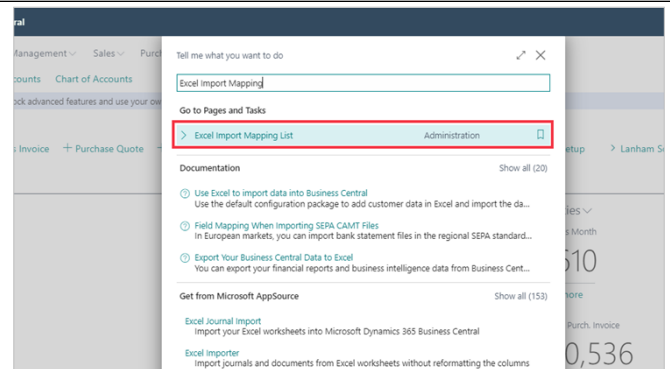 ral
Management Sales Purc
counts Chart of Accounts
ock advanced features and use your ow
s Invoice + Purchase Quote
etup > Lanham S
ies
s Month
510
more
Purch. Invoice
0,536
Tell me what you want to do
Excel Import Mapping
Go to Pages and Tasks
> Excel Import Mapping List Administration
Documentation Show all (20)
Use Excel to import data into Business Central
Use the default configuration package to add customer data in Excel and import the da...
Field Mapping When Importing SEPA CAMT Files
In European markets, you can import bank statement files in the regional SEPA standard...
Export Your Business Central Data to Excel
You can export your financial reports and business intelligence data from Business Cent...
Get from Microsoft AppSource Show all (153)
Excel Journal Import
Import your Excel worksheets into Microsoft Dynamics 365 Business Central
Excel Importer
Import journals and documents from Excel worksheets without reformatting the columns